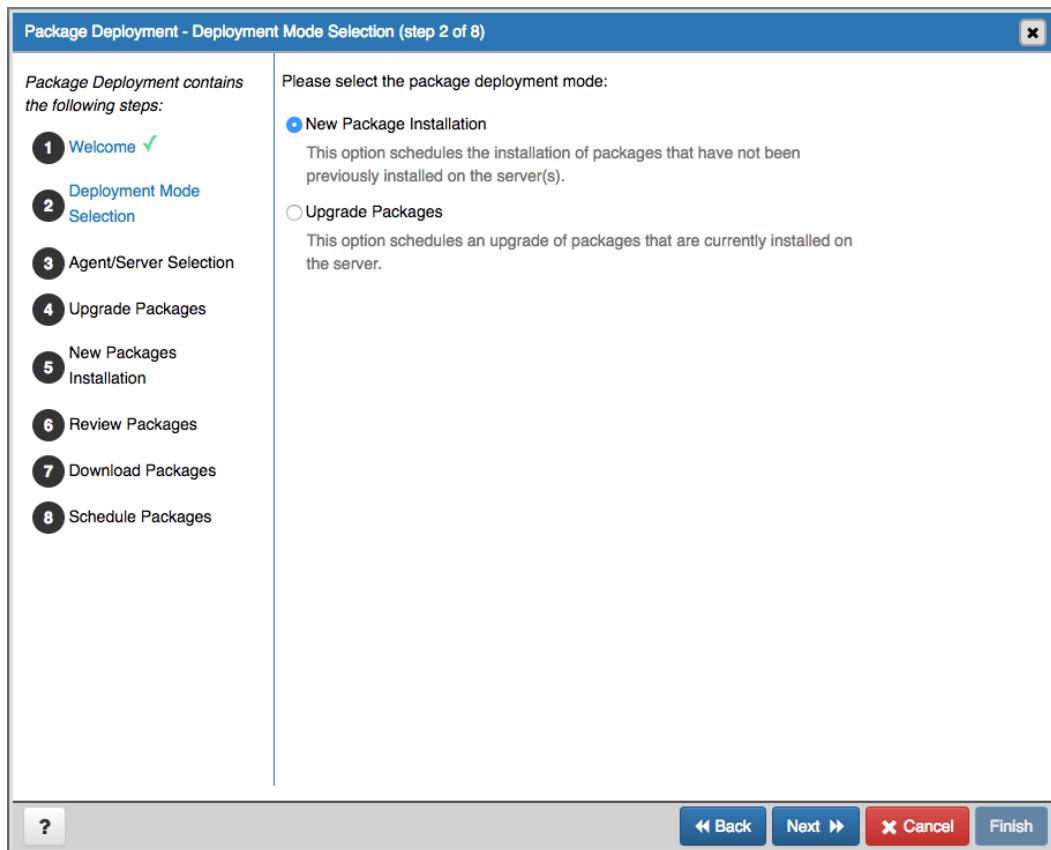 Package Deployment - Deployment Mode Selection (step 2 of 8)
Package Deployment contains
the following steps:
1 Welcome ✓
2 Deployment Mode
Selection
3 Agent/Server Selection
4 Upgrade Packages
5 New Packages
Installation
6 Review Packages
7 Download Packages
8 Schedule Packages
Please select the package deployment mode:
New Package Installation
This option schedules the installation of packages that have not been
previously installed on the server(s).
Upgrade Packages
This option schedules an upgrade of packages that are currently installed on
the server.
? Back Next Cancel Finish